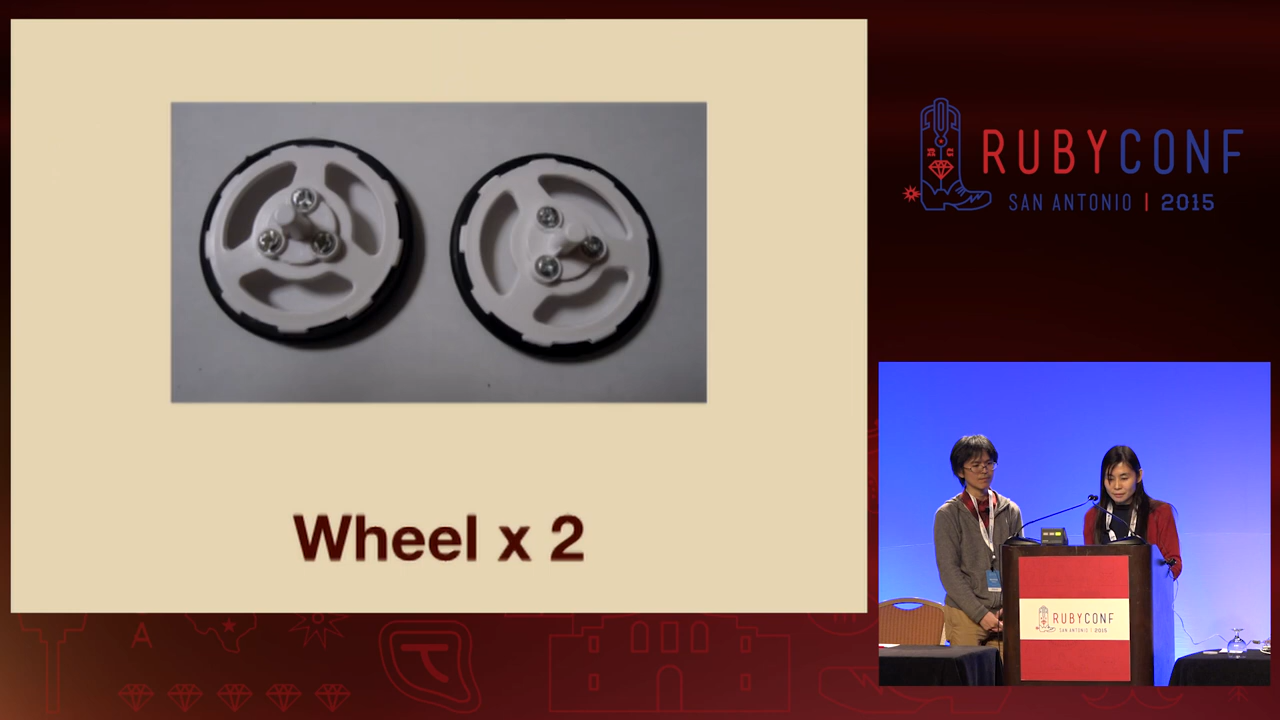 Wheel x 2
RUBYCONF
SAN ANTONIO | 2015
RUBYCONF
SAN ANTONIO | 2015
A